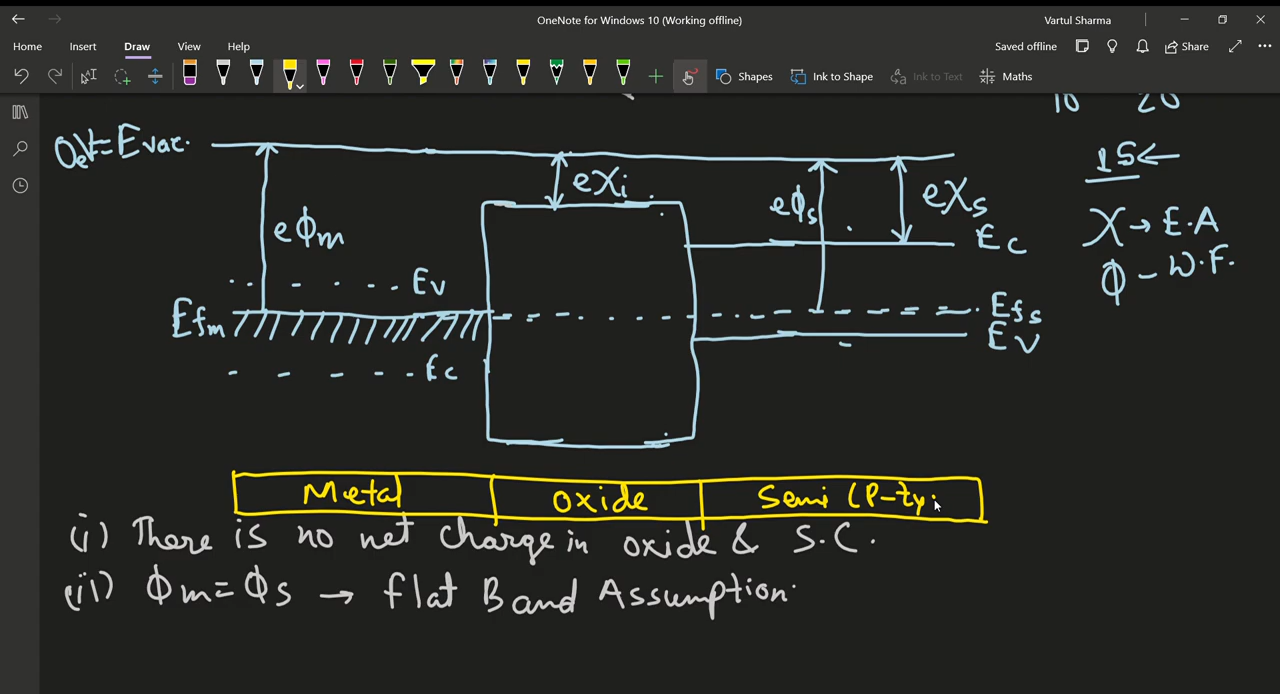 OneNote for Windows 10 (Working offline)
Vartul Sharma
Home Insert Draw View Help
Saved offline Share
Shapes Ink to Shape Ink to Text Maths
10 20
0eV=Evac.
eχi
eφs
eχs
15←
eφm
Ec
χ→ E.A
φ - W.F.
Ev
Efm
Efs
Ev
Ec
Metal oxide Semi (P-ty
(i) There is no net charge in oxide & S.C.
(ii) φm=φs → flat Band Assumption